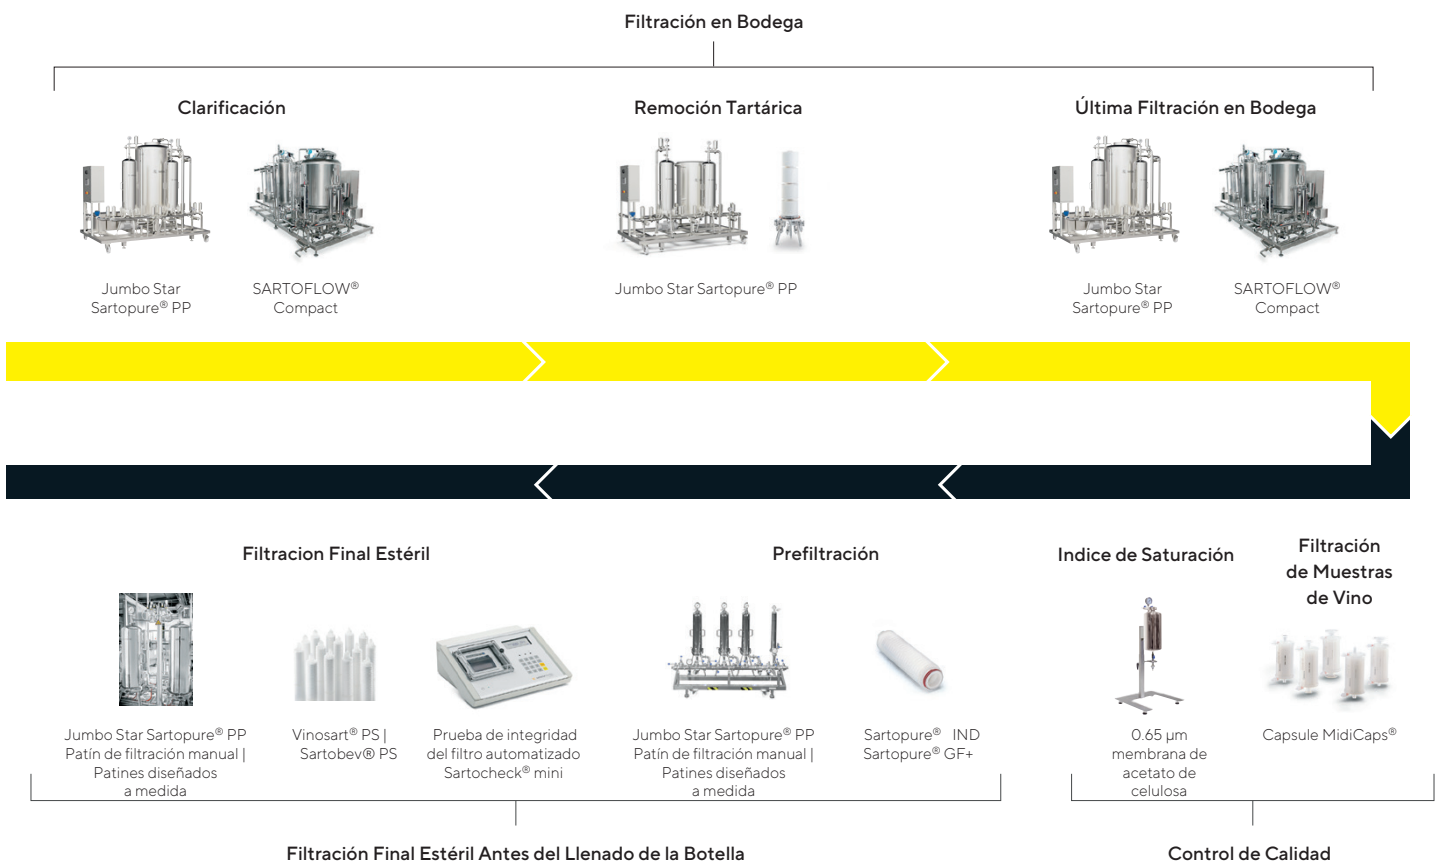 Filtración en Bodega
Clarificación
Remoción Tartárica
Última Filtración en Bodega
Jumbo Star
Sartopure® PP
SARTOFLOW®
Compact
Jumbo Star Sartopure® PP
Jumbo Star
Sartopure® PP
SARTOFLOW®
Compact
Filtracion Final Estéril
Prefiltración
Indice de Saturación
Filtración
de Muestras
de Vino
Jumbo Star Sartopure® PP
Patín de filtración manual |
Patines diseñados
a medida
Vinosart® PS |
Sartobev® PS
Prueba de integridad
del filtro automatizado
Sartocheck® mini
Jumbo Star Sartopure® PP
Patín de filtración manual |
Patines diseñados
a medida
Sartopure® IND
Sartopure® GF+
0.65 µm
membrana de
acetato de
celulosa
Capsule MidiCaps®
Filtración Final Estéril Antes del Llenado de la Botella
Control de Calidad